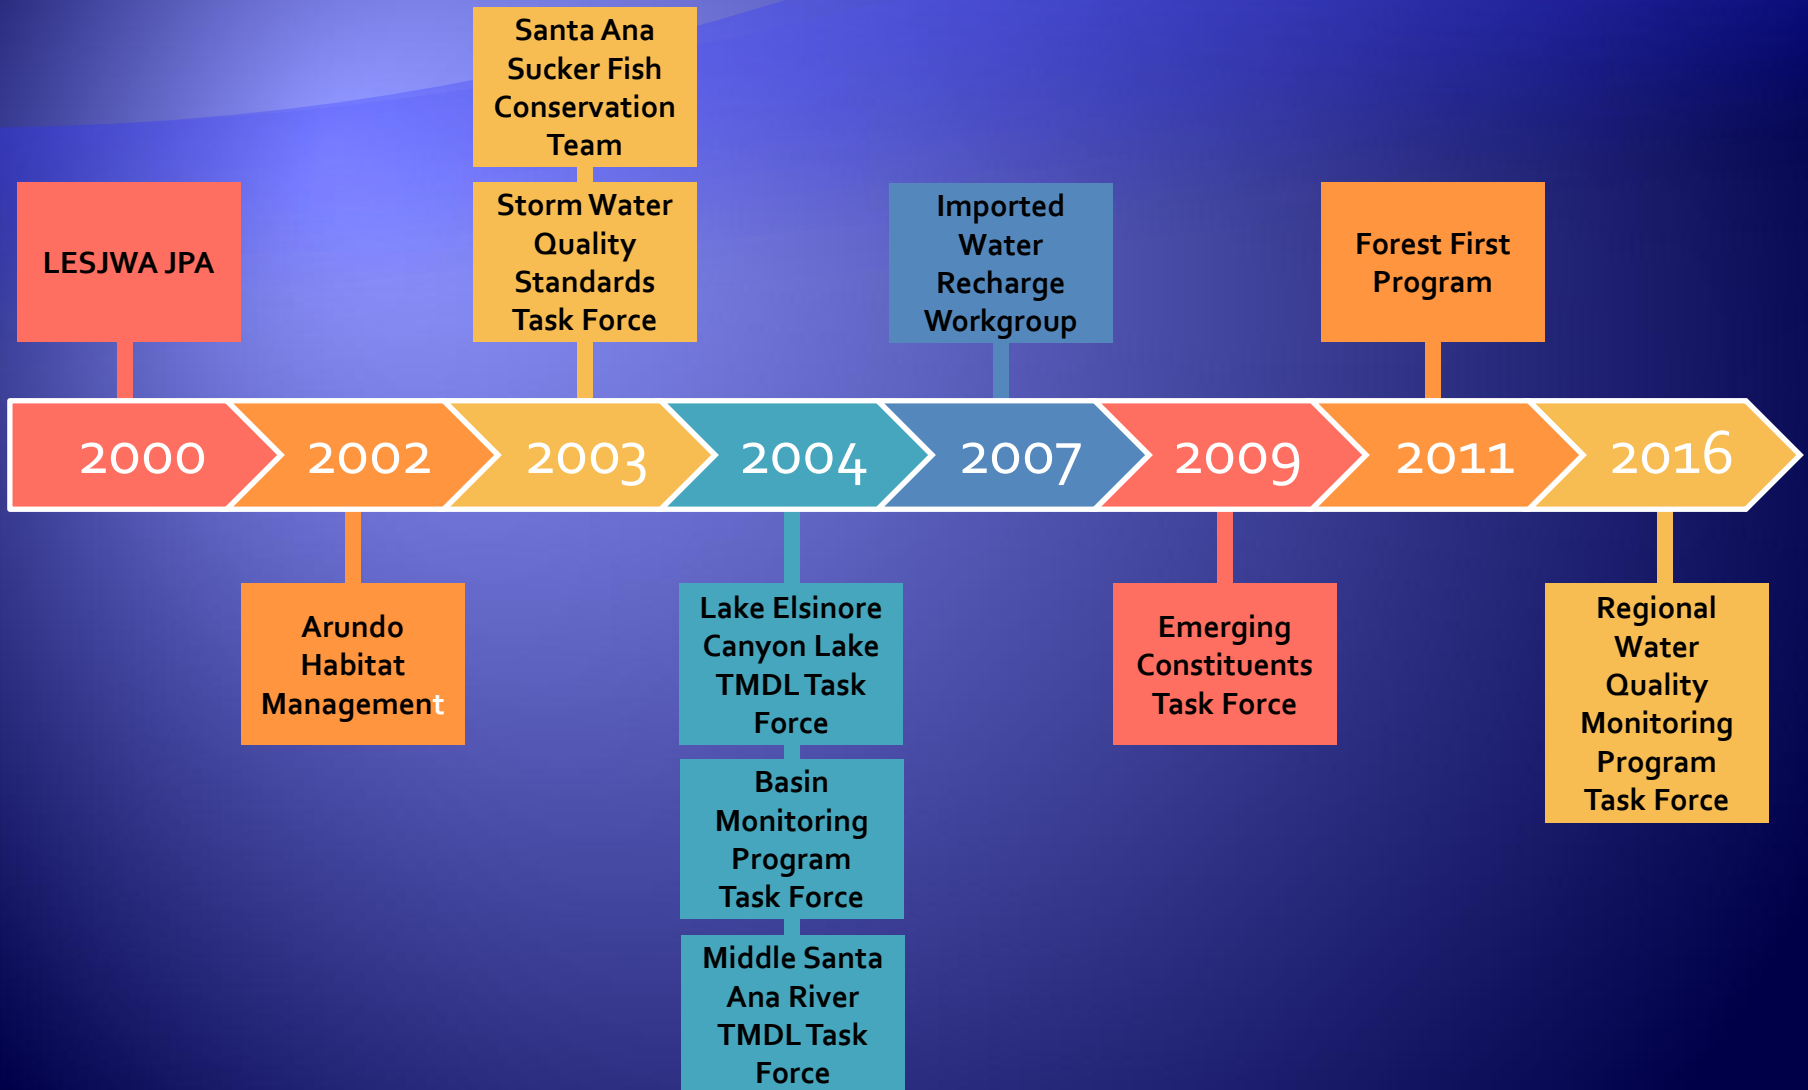 Santa Ana
Sucker Fish
Conservation
Team
LESJWA JPA
Storm Water
Quality
Standards
Task Force
Imported
Water
Recharge
Workgroup
Forest First
Program
2000
2002
2003
2004
2007
2009
2011
2016
Arundo
Habitat
Management
Lake Elsinore
Canyon Lake
TMDL Task
Force
Basin
Monitoring
Program
Task Force
Middle Santa
Ana River
TMDL Task
Force
Emerging
Constituents
Task Force
Regional
Water
Quality
Monitoring
Program
Task Force